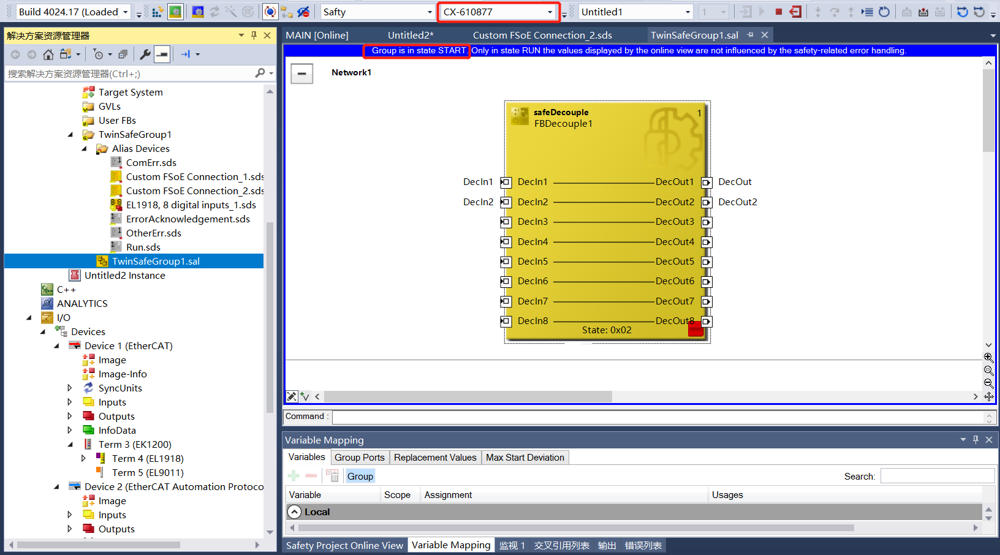 Build 4024.17 (Loaded)
Safty
CX-610877
Untitled1
1
解决方案资源管理器
搜索解决方案资源管理器(Ctrl+;)
Target System
GVLs
User FBs
TwinSafeGroup1
Alias Devices
ComErr.sds
Custom FSoE Connection_1.sds
Custom FSoE Connection_2.sds
EL1918, 8 digital inputs_1.sds
ErrorAcknowledgement.sds
OtherErr.sds
Run.sds
TwinSafeGroup1.sal
Untitled2 Instance
C++
ANALYTICS
I/O
Devices
Device 1 (EtherCAT)
Image
Image-Info
SyncUnits
Inputs
Outputs
InfoData
Term 3 (EK1200)
Term 4 (EL1918)
Term 5 (EL9011)
Device 2 (EtherCAT Automation Protoco
Image
Inputs
Outputs
MAIN [Online]
Untitled2*
Custom FSoE Connection_2.sds
TwinSafeGroup1.sal
Group is in state START. Only in state RUN the values displayed by the online view are not influenced by the safety-related error handling.
Network1
safeDecouple
1
FBDecouple1
DecIn1 DecIn1 DecOut1 DecOut
DecIn2 DecIn2 DecOut2 DecOut2
DecIn3 DecOut3
DecIn4 DecOut4
DecIn5 DecOut5
DecIn6 DecOut6
DecIn7 DecOut7
DecIn8 DecOut8
State: 0x02
Command :
Variable Mapping
Variables Group Ports Replacement Values Max Start Deviation
Group
Search:
Variable Scope Assignment Usages
Local
Safety Project Online View Variable Mapping 监视 1 交叉引用列表 输出 错误列表